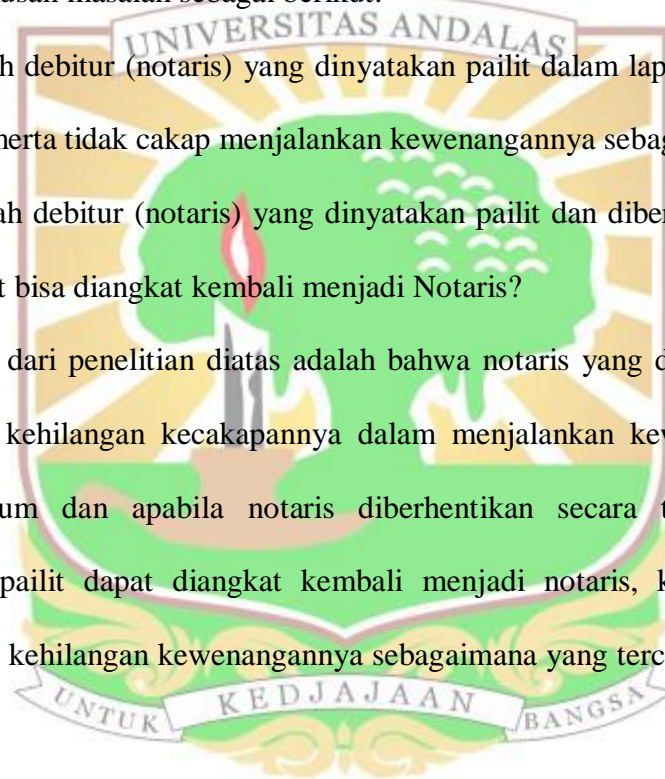 usan masalah sebagai berikut:
UNIVERSITAS ANDALAS
h debitur (notaris) yang dinyatakan pailit dalam lap
nerta tidak cakap menjalankan kewenangannya sebag
ah debitur (notaris) yang dinyatakan pailit dan diber
t bisa diangkat kembali menjadi Notaris?
dari penelitian diatas adalah bahwa notaris yang d
kehilangan kecakapannya dalam menjalankan kew
um dan apabila notaris diberhentikan secara t
pailit dapat diangkat kembali menjadi notaris, k
kehilangan kewenangannya sebagaimana yang terc
UNTUK KEDJAJAAN BANGSA